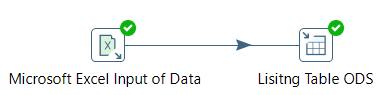 Microsoft Excel Input of Data
Lisitng Table ODS